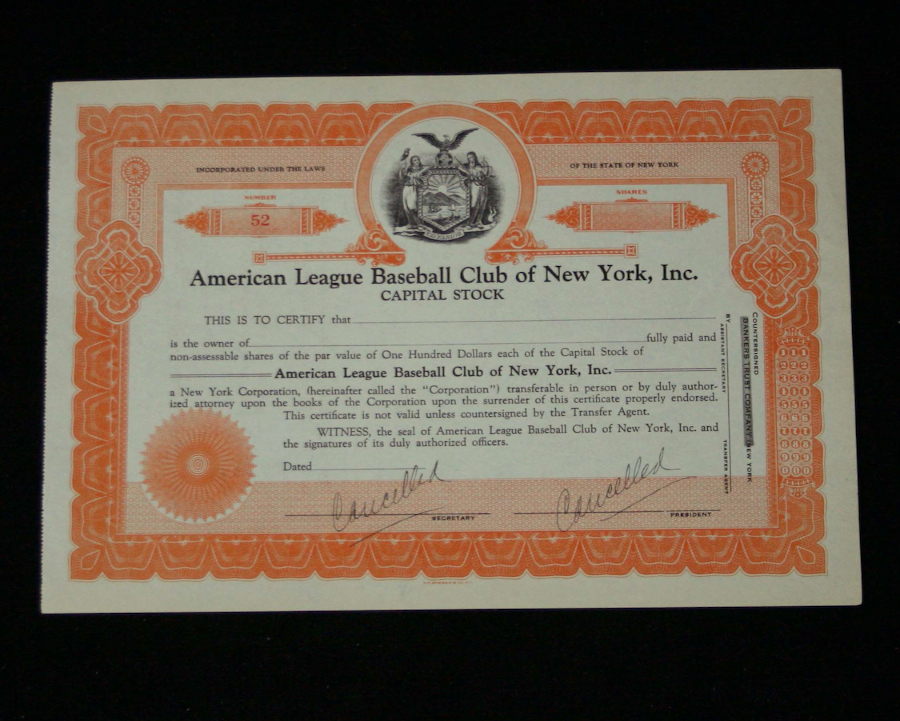 INCORPORATED UNDER THE LAWS
OF THE STATE OF NEW YORK
NUMBER
52
SHARES
American League Baseball Club of New York, Inc.
CAPITAL STOCK
THIS IS TO CERTIFY that
is the owner of fully paid and
non-assessable shares of the par value of One Hundred Dollars each of the Capital Stock of
American League Baseball Club of New York, Inc.
a New York Corporation, (hereinafter called the “Corporation”) transferable in person or by duly author-
ized attorney upon the books of the Corporation upon the surrender of this certificate properly endorsed.
This certificate is not valid unless countersigned by the Transfer Agent.
WITNESS, the seal of American League Baseball Club of New York, Inc. and
the signatures of its duly authorized officers.
Dated
Cancelled
SECRETARY
Cancelled
PRESIDENT
COUNTERSIGNED
BANKERS TRUST COMPANY NEW YORK
TRANSFER AGENT
BY
ASSISTANT SECRETARY